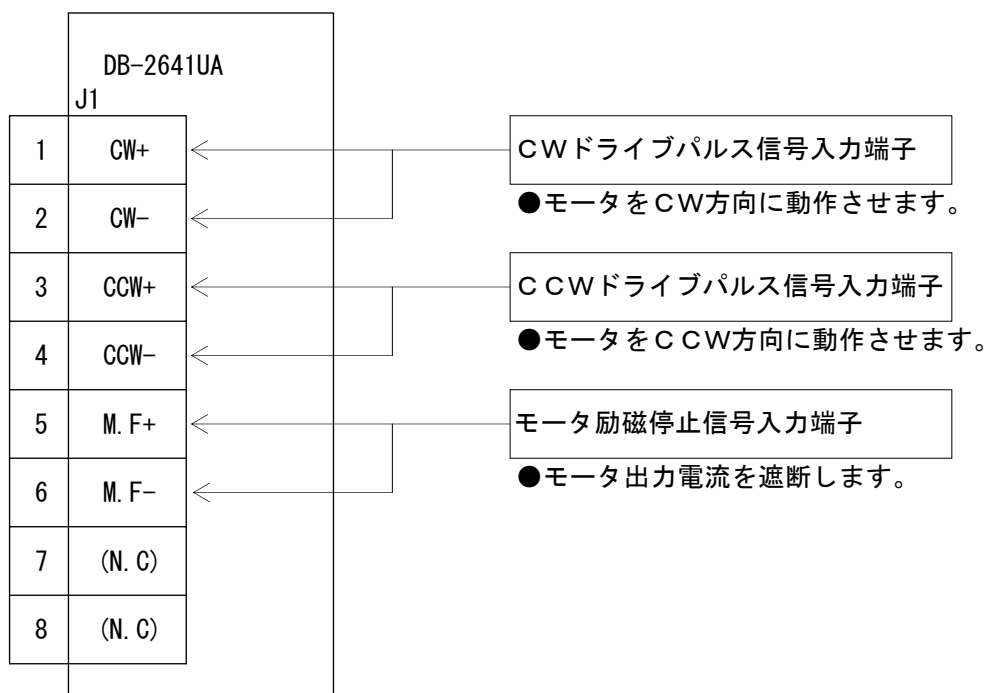 DB-2641UA
J1
1 CW+
2 CW-
3 CCW+
4 CCW-
5 M.F+
6 M.F-
7 (N.C)
8 (N.C)
CWドライブパルス信号入力端子
●モータをCW方向に動作させます。
CCWドライブパルス信号入力端子
●モータをCCW方向に動作させます。
モータ励磁停止信号入力端子
●モータ出力電流を遮断します。